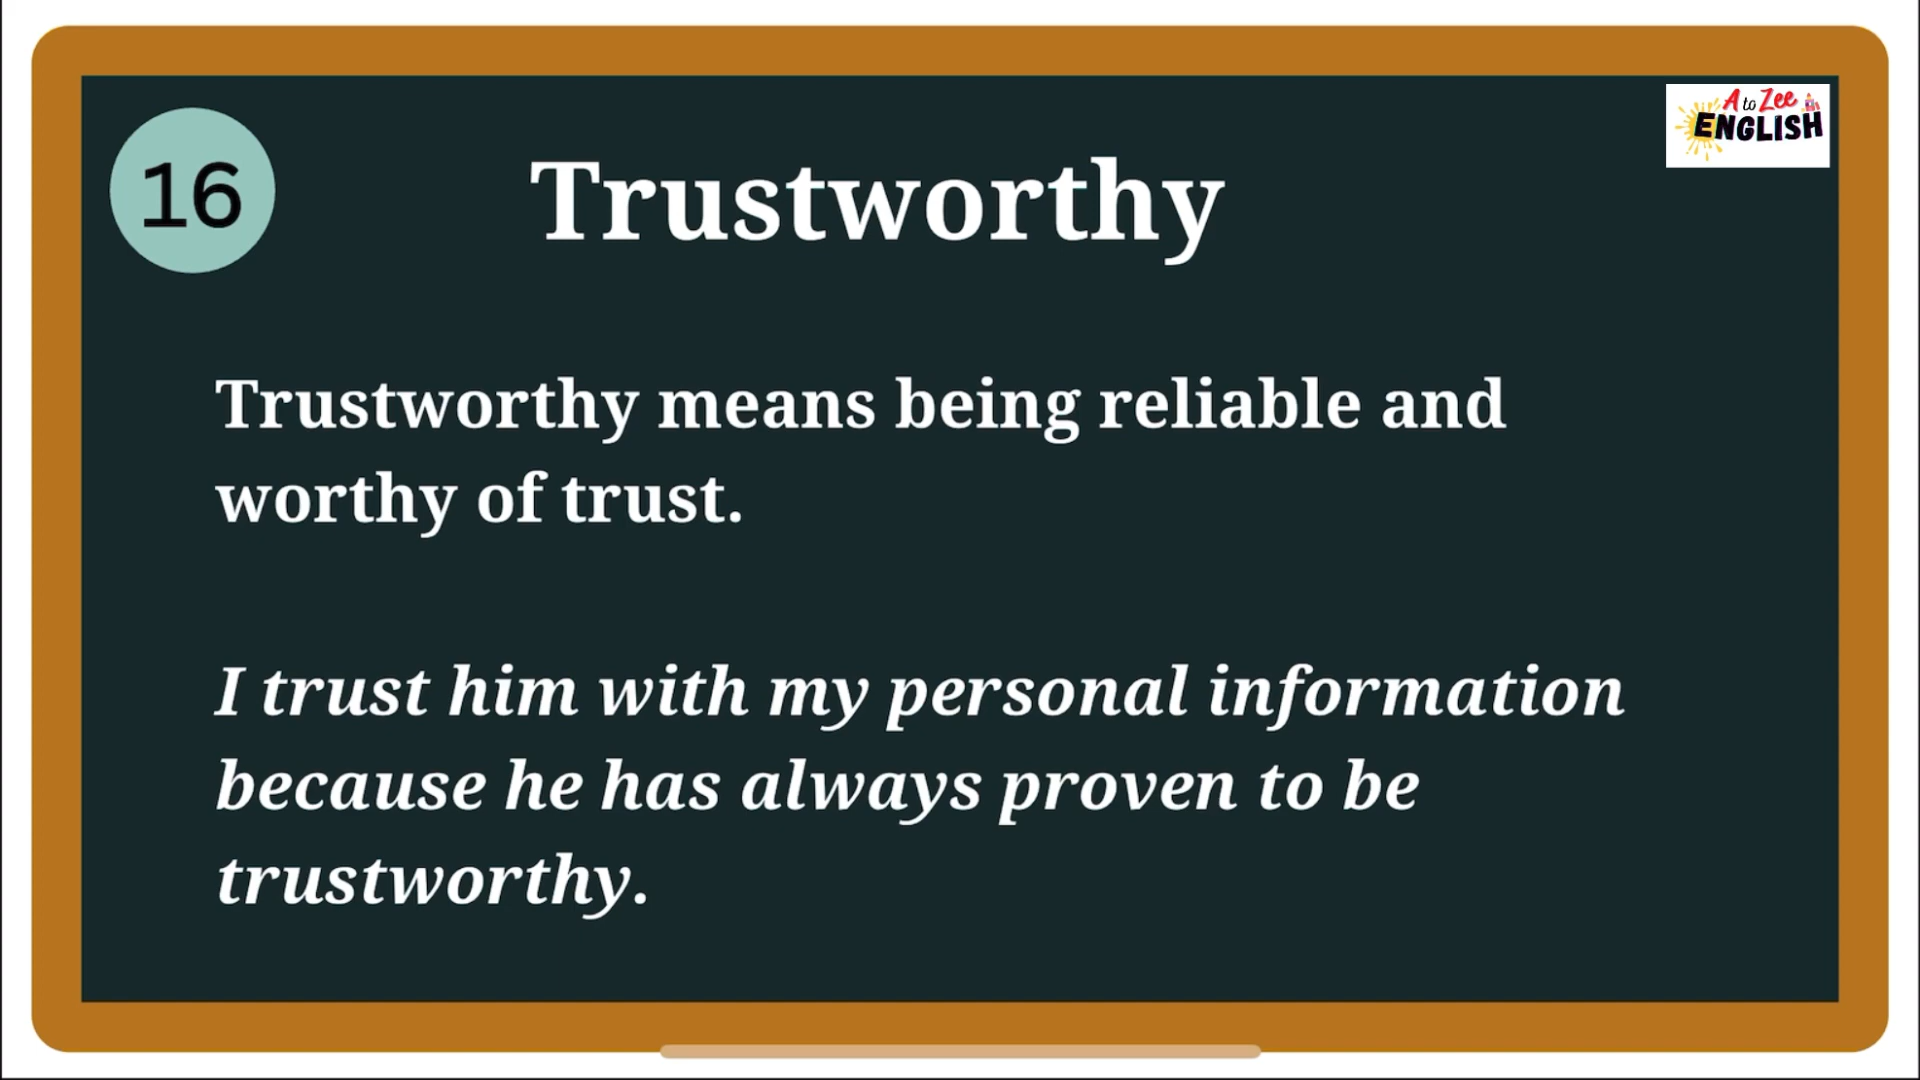 16
Trustworthy
A to Zee
ENGLISH
Trustworthy means being reliable and
worthy of trust.
I trust him with my personal information
because he has always proven to be
trustworthy.